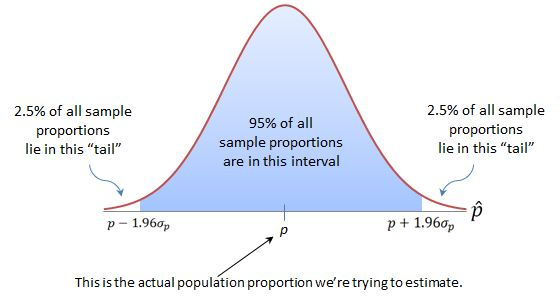 2.5% of all sample
proportions
lie in this “tail”
95% of all
sample proportions
are in this interval
2.5% of all sample
proportions
lie in this “tail”
p − 1.96σₚ
p
p + 1.96σₚ
p̂
This is the actual population proportion we’re trying to estimate.